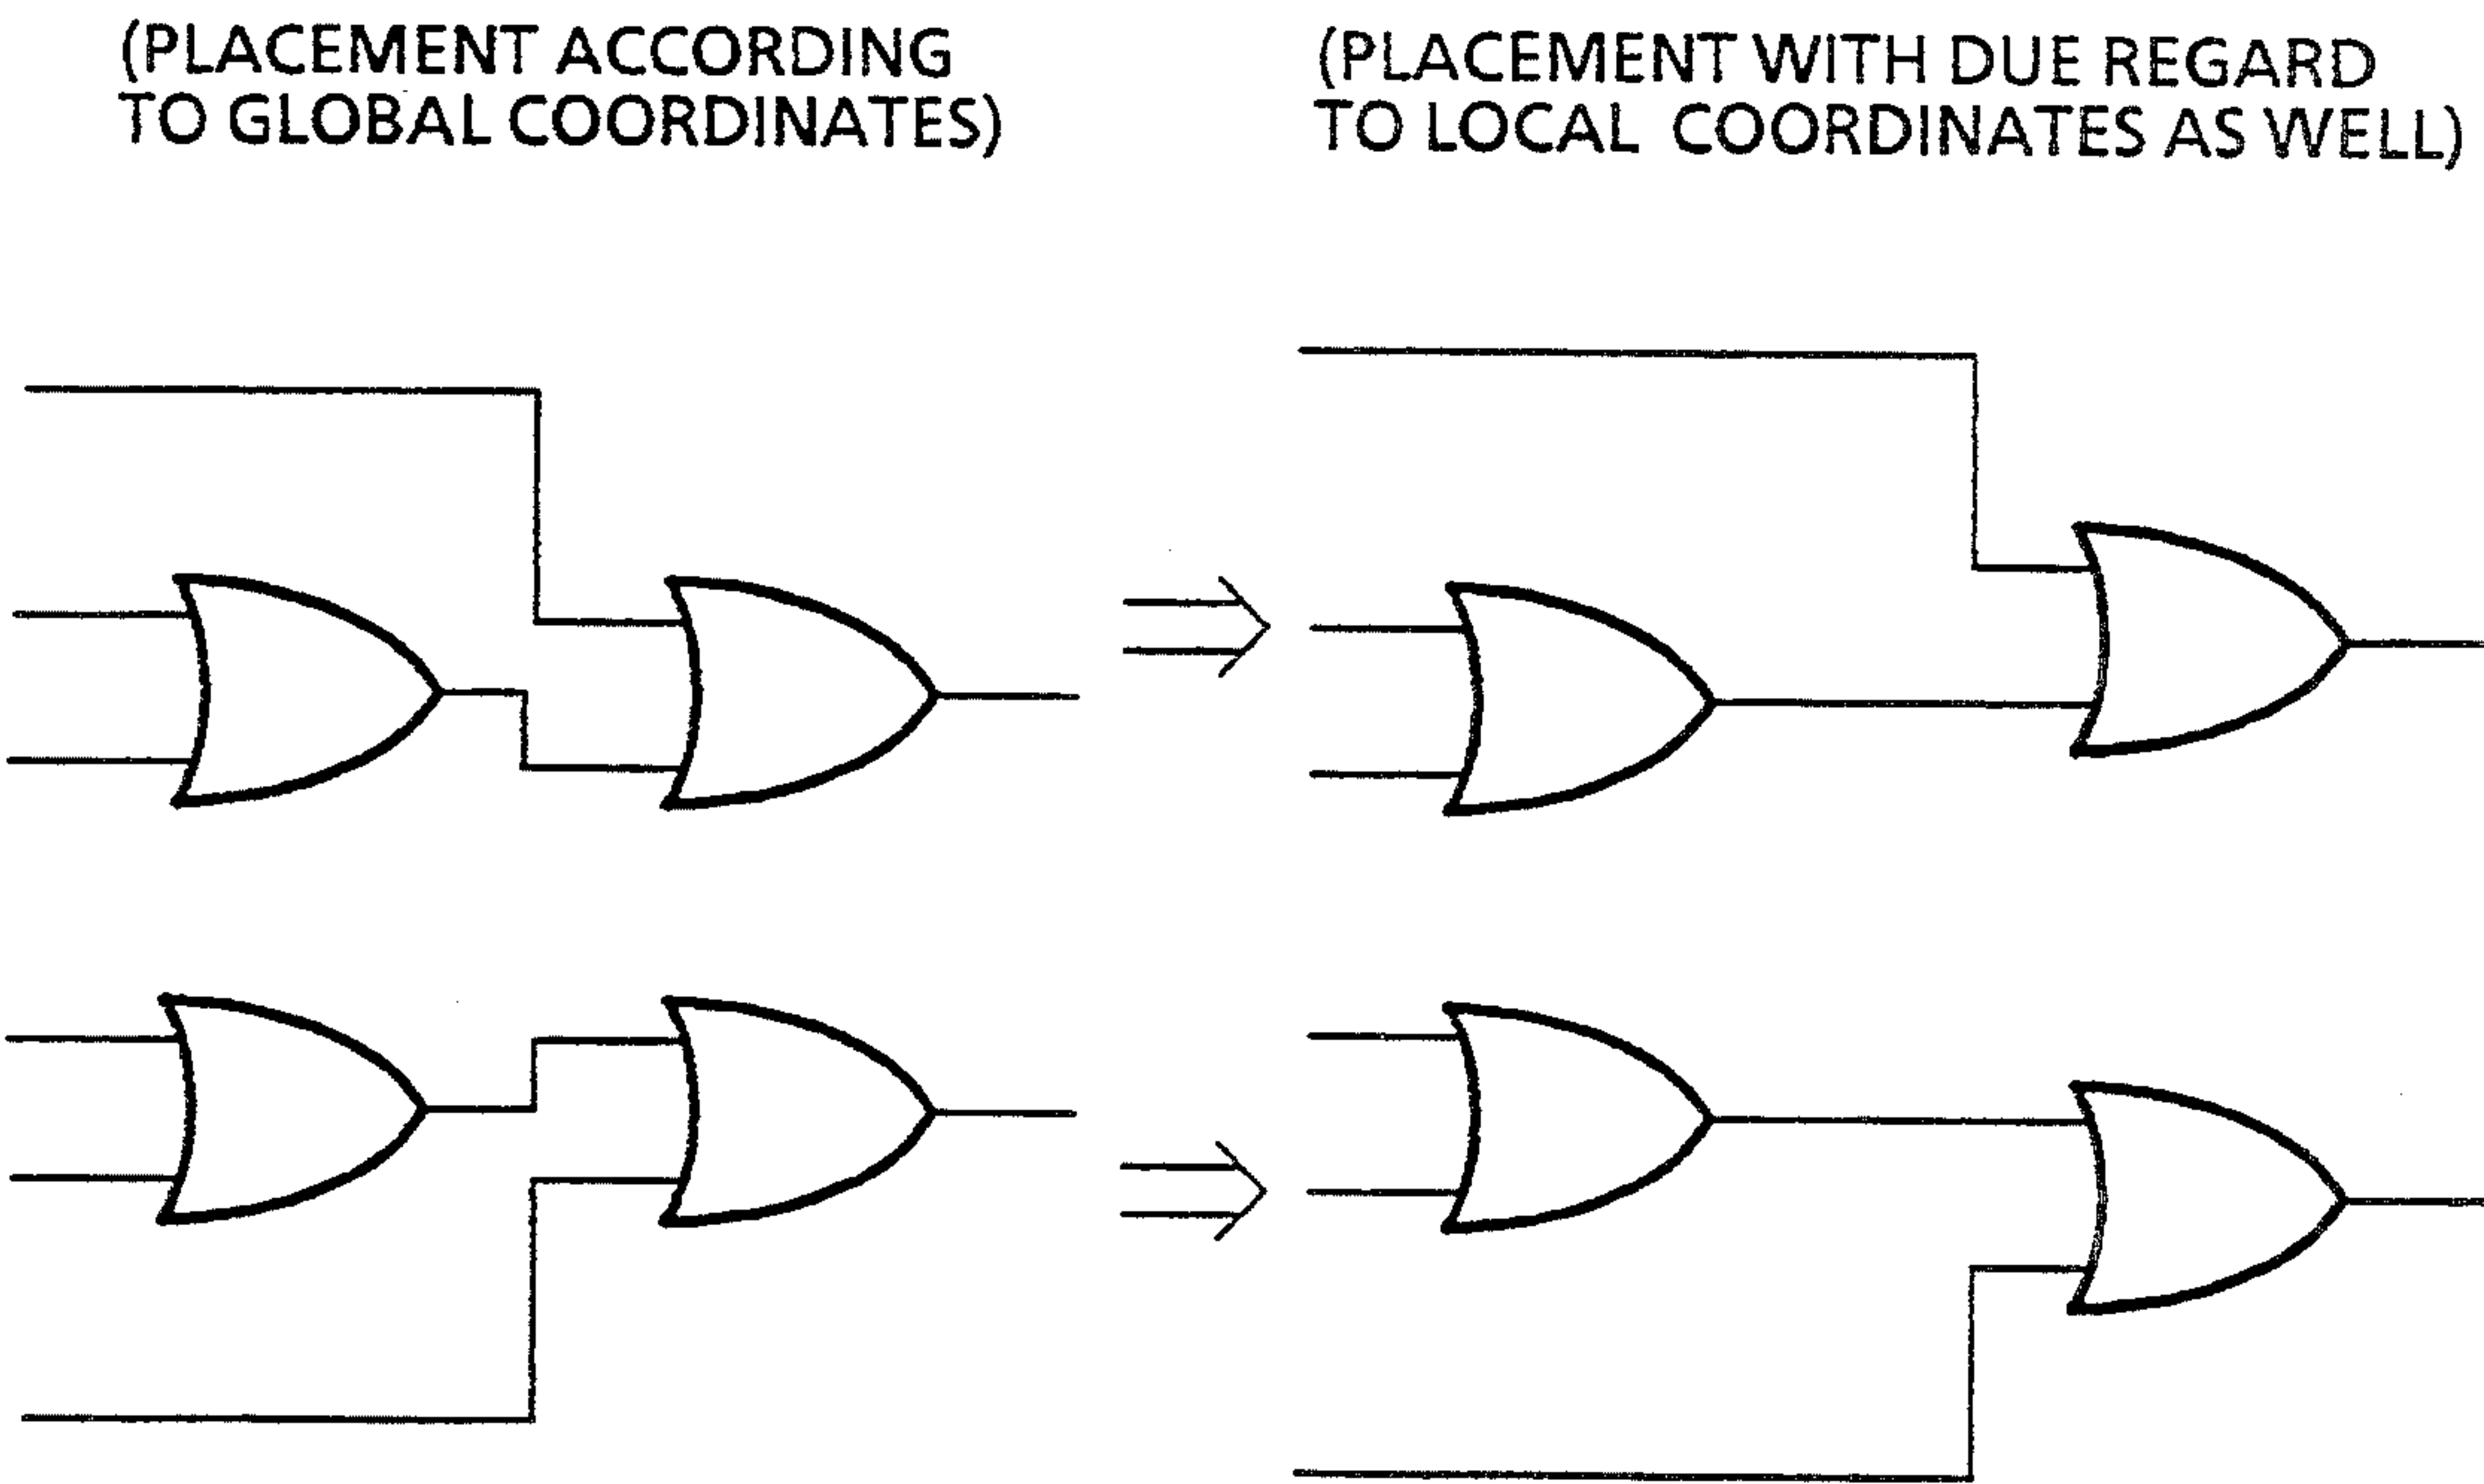 (PLACEMENT ACCORDING
TO GLOBAL COORDINATES)
(PLACEMENT WITH DUE REGARD
TO LOCAL COORDINATES AS WELL)